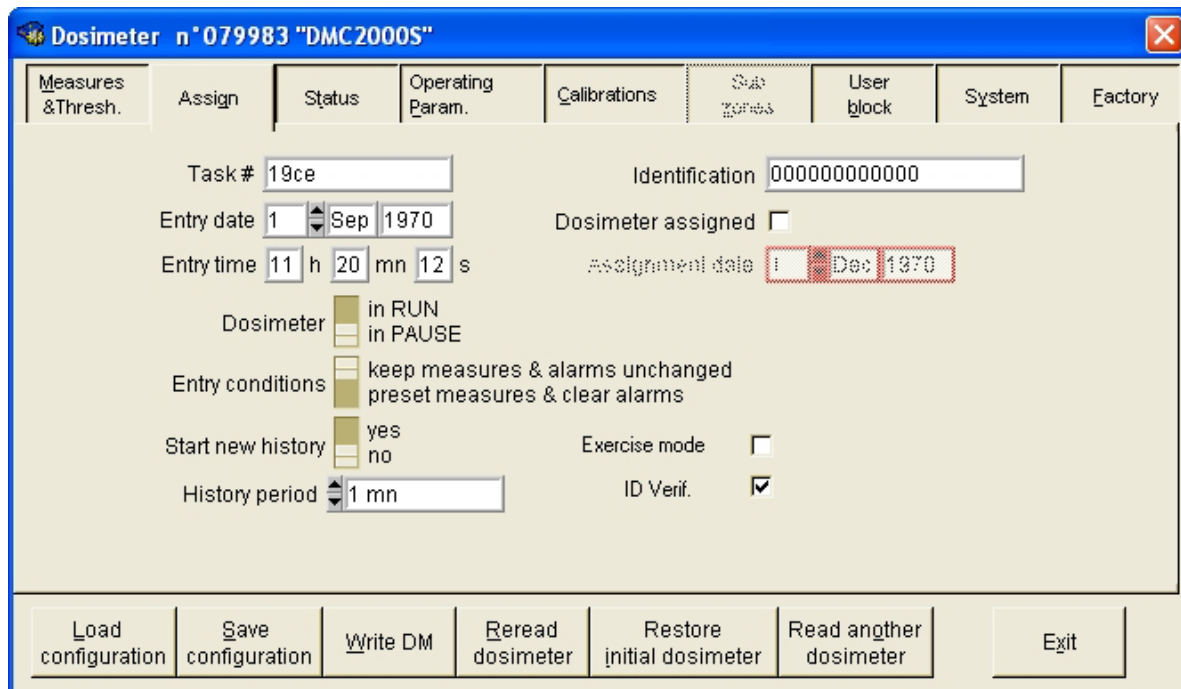 Dosimeter n°079983 "DMC2000S"
Measures &Thresh.
Assign
Status
Operating Param.
Calibrations
Sub zones
User block
System
Factory
Task # 19ce
Identification 000000000000
Entry date 1 Sep 1970
Dosimeter assigned
Entry time 11 h 20 mn 12 s
Assignment date 1 Dec 1970
Dosimeter
in RUN
in PAUSE
Entry conditions
keep measures & alarms unchanged
preset measures & clear alarms
Start new history
yes
no
Exercise mode
History period 1 mn
ID Verif.
Load configuration
Save configuration
Write DM
Reread dosimeter
Restore initial dosimeter
Read another dosimeter
Exit